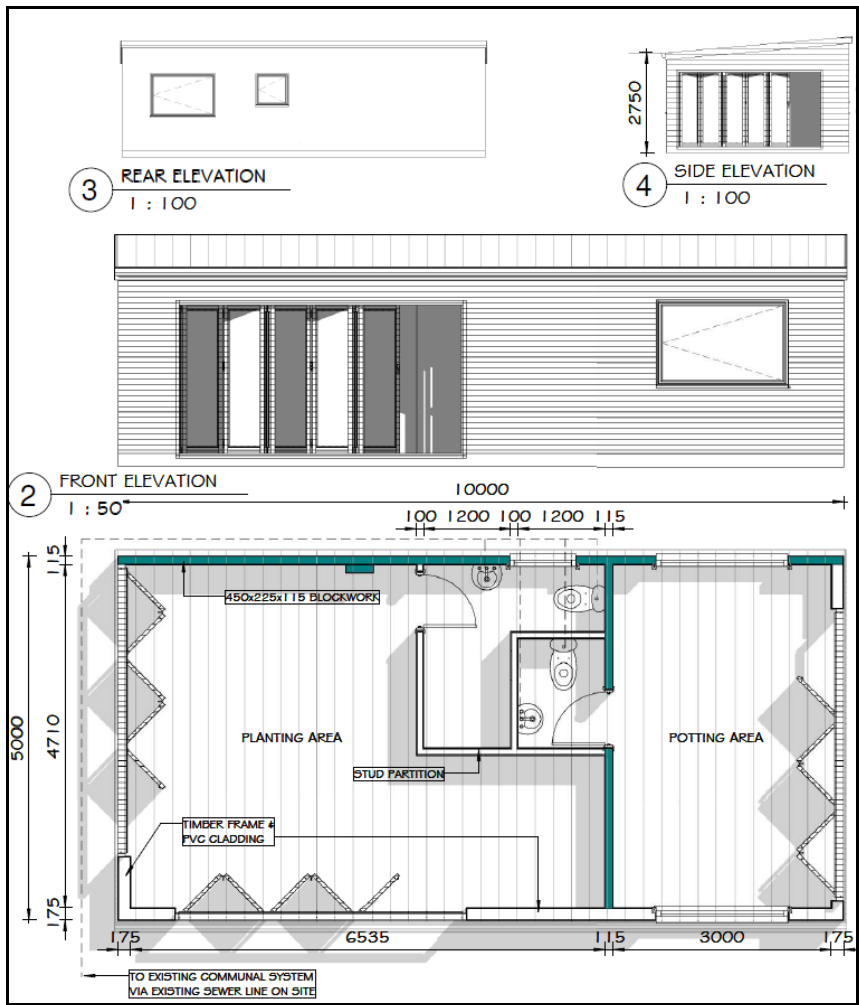 3
REAR ELEVATION
1 : 100
2750
4
SIDE ELEVATION
1 : 100
2
FRONT ELEVATION
1 : 50
10000
100 1200 100 1200 115
115
450x225x115 BLOCKWORK
5000
4710
PLANTING AREA
POTTING AREA
STUD PARTITION
TIMBER FRAME &
PVC CLADDING
175
175
6535
115
3000
175
TO EXISTING COMMUNAL SYSTEM
VIA EXISTING SEWER LINE ON SITE